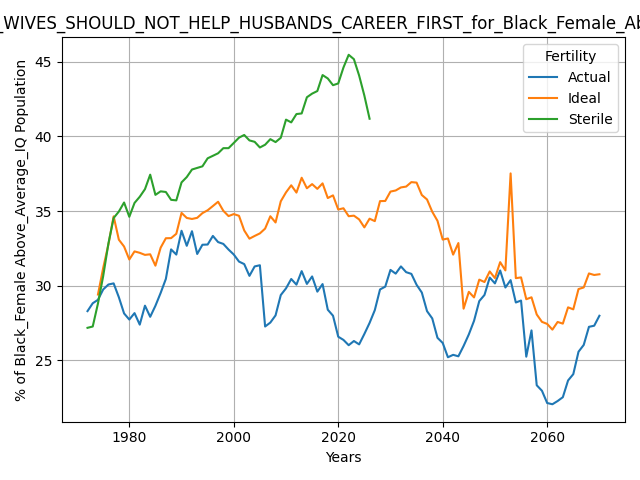 _WIVES_SHOULD_NOT_HELP_HUSBANDS_CAREER_FIRST_for_Black_Female_Ab
% of Black_Female Above_Average_IQ Population
45
40
35
30
25
Fertility
Actual
Ideal
Sterile
1980
2000
2020
2040
2060
Years